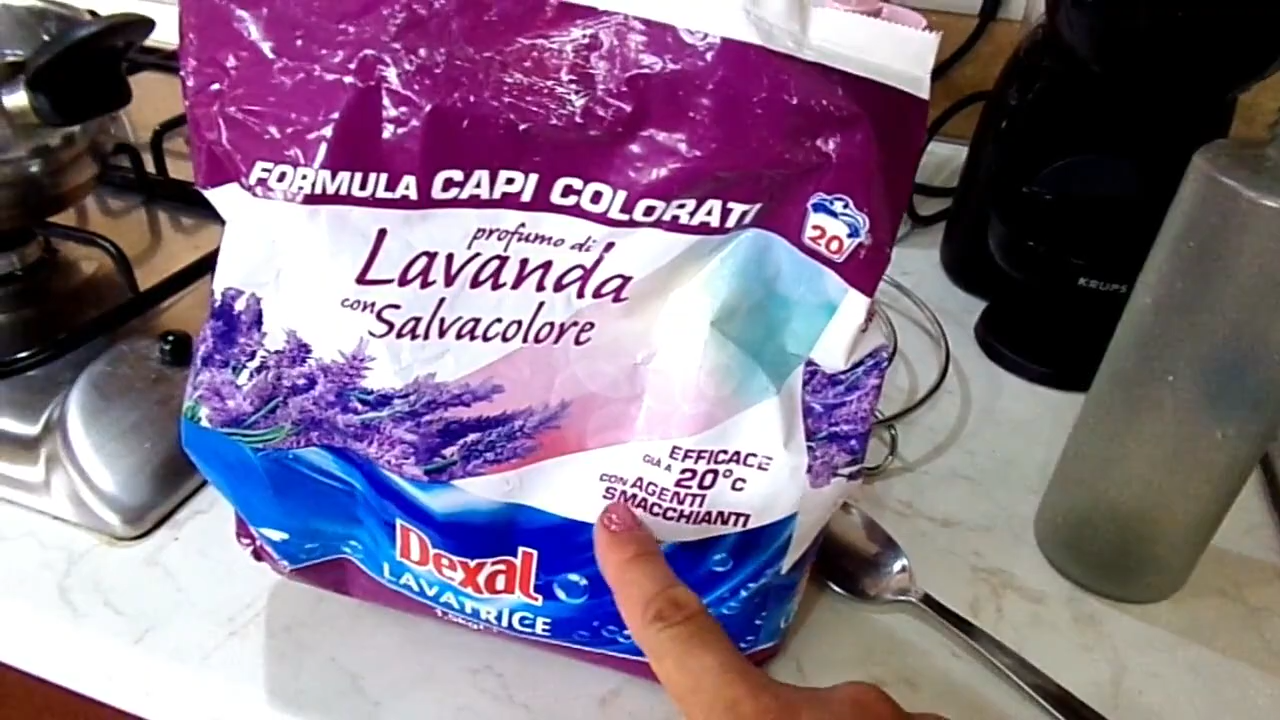 FORMULA CAPI COLORATI
20
profumo di
Lavanda
con Salvacolore
EFFICACE
GIÀ A 20°C
CON AGENTI
SMACCHIANTI
Dexal
LAVATRICE
KRUPS